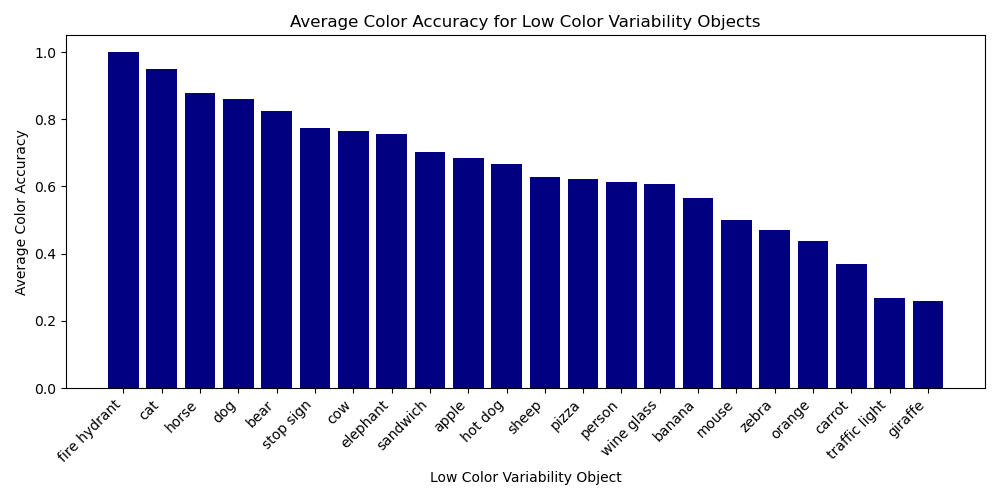 Average Color Accuracy for Low Color Variability Objects
Average Color Accuracy
1.0
0.8
0.6
0.4
0.2
0.0
fire hydrant
cat
horse
dog
bear
stop sign
cow
elephant
sandwich
apple
hot dog
sheep
pizza
person
wine glass
banana
mouse
zebra
orange
carrot
traffic light
giraffe
Low Color Variability Object